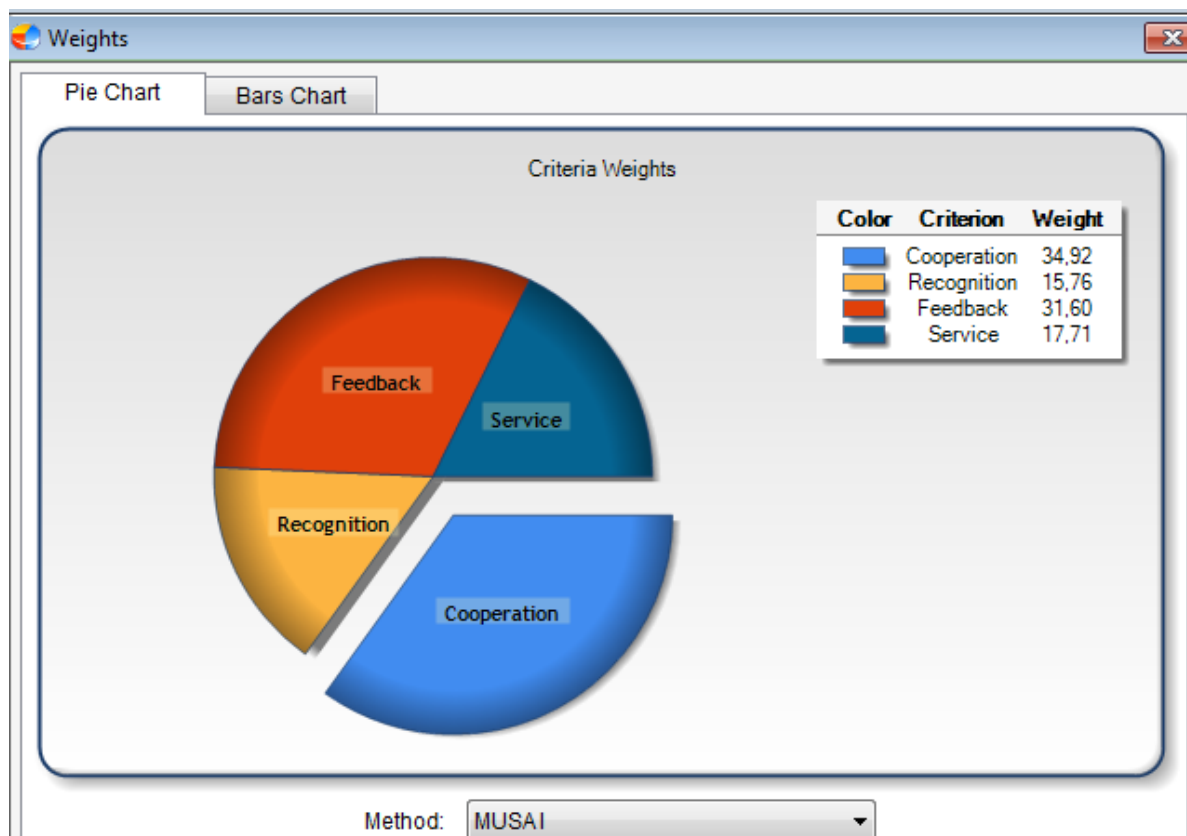 Weights
Pie Chart
Bars Chart
Criteria Weights
Color Criterion Weight
Cooperation 34,92
Recognition 15,76
Feedback 31,60
Service 17,71
Feedback
Service
Recognition
Cooperation
Method: MUSA I